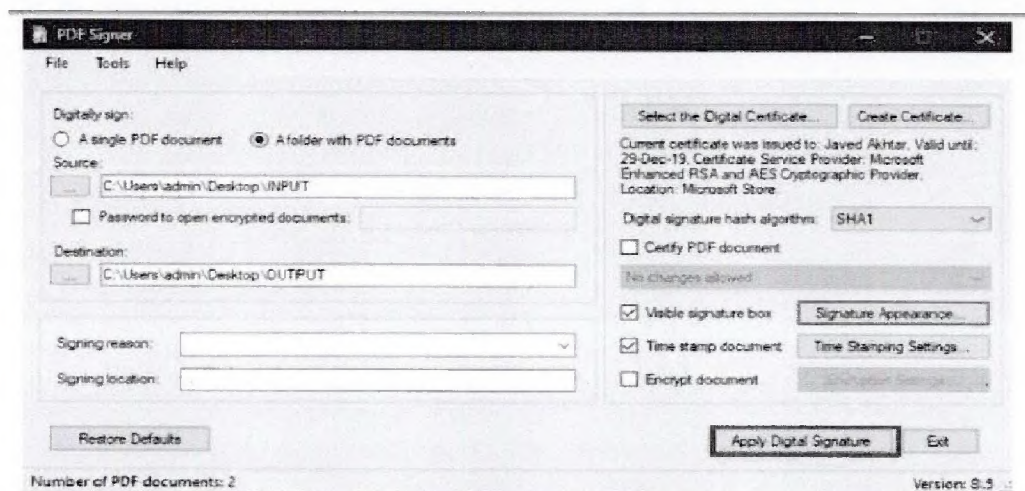 PDF Signer
File Tools Help
Digitally sign:
A single PDF document A folder with PDF documents
Source:
... C:\Users\admin\Desktop\INPUT
Password to open encrypted documents:
Destination:
... C:\Users\admin\Desktop\OUTPUT
Signing reason:
Signing location:
Select the Digital Certificate... Create Certificate...
Current certificate was issued to: Javed Akhtar, Valid until:
29-Dec-19, Certificate Service Provider: Microsoft
Enhanced RSA and AES Cryptographic Provider,
Location: Microsoft Store.
Digital signature hash algorithm: SHA1
Certify PDF document
No changes allowed
Visible signature box Signature Appearance...
Time stamp document Time Stamping Settings...
Encrypt document
Restore Defaults Apply Digital Signature Exit
Number of PDF documents: 2 Version: 8.